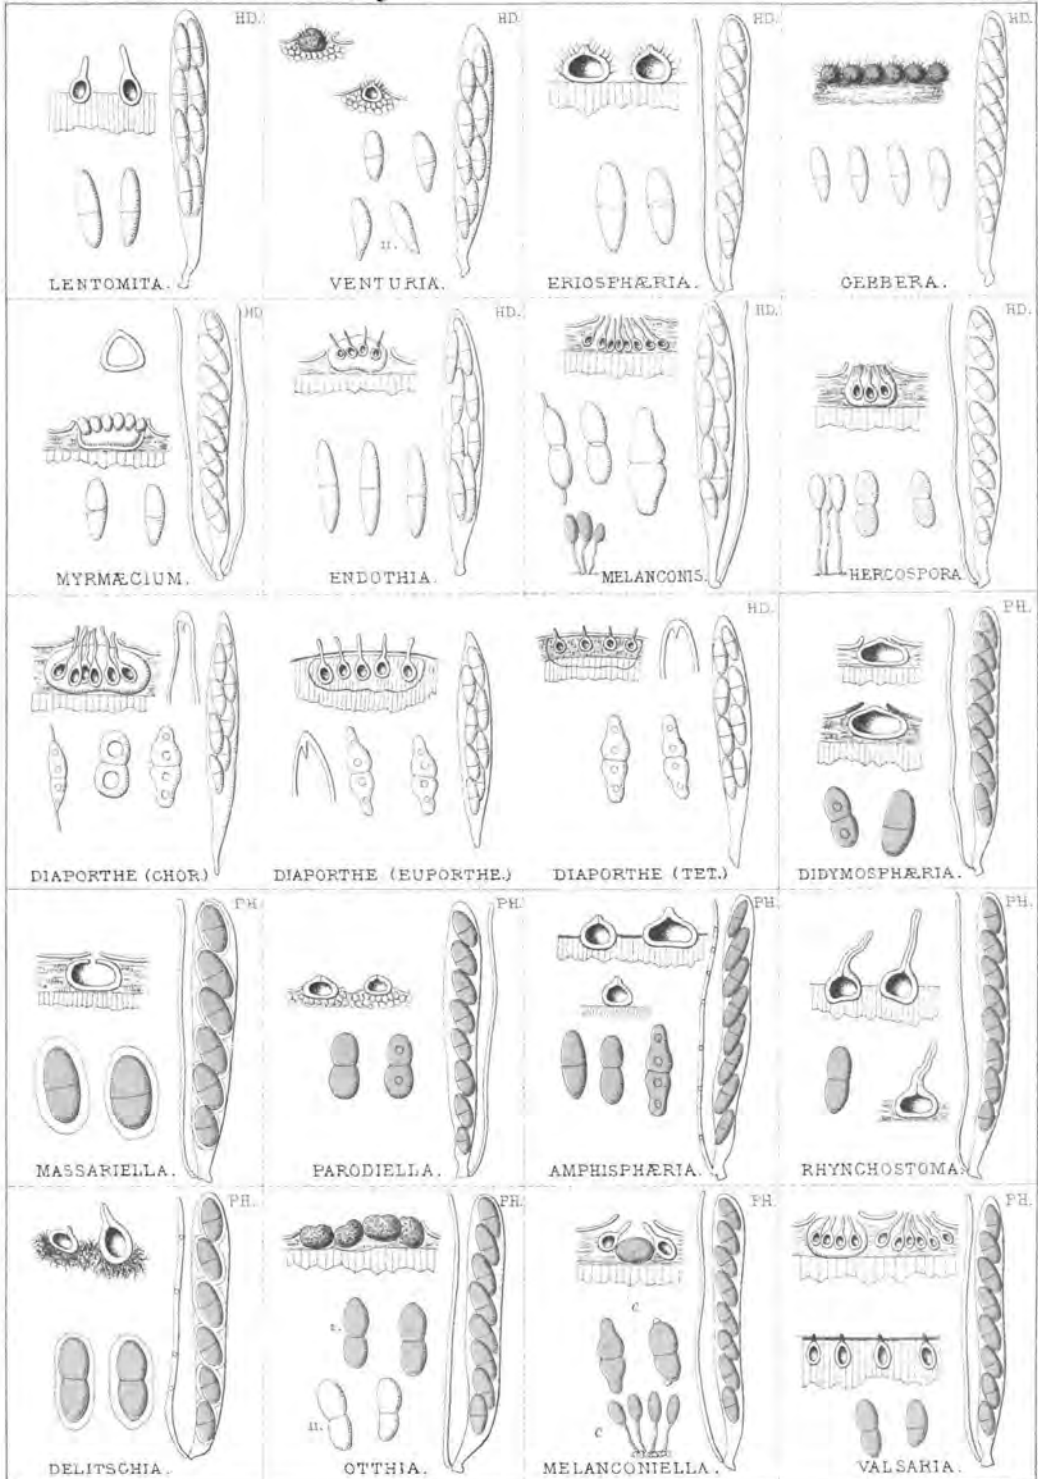 HD. HD. HD. HD.
II.
LENTOMITA. VENTURIA. ERIOSPHÆRIA. GEBBERA.
HD HD. HD. HD.
MYRMÆCIUM. ENDOTHIA. MELANCONIS. HERCOSPORA
HD. PH.
DIAPORTHE (CHOR) DIAPORTHE (EUPORTHE.) DIAPORTHE (TET.) DIDYMOSPHÆRIA.
PH. PH. PH. PH.
MASSARIELLA. PARODIELLA. AMPHISPHÆRIA. RHYNCHOSTOMA.
PH. PH. PH. PH.
C.
I.
II. C
DELITSCHIA. OTTHIA. MELANCONIELLA. VALSARIA.